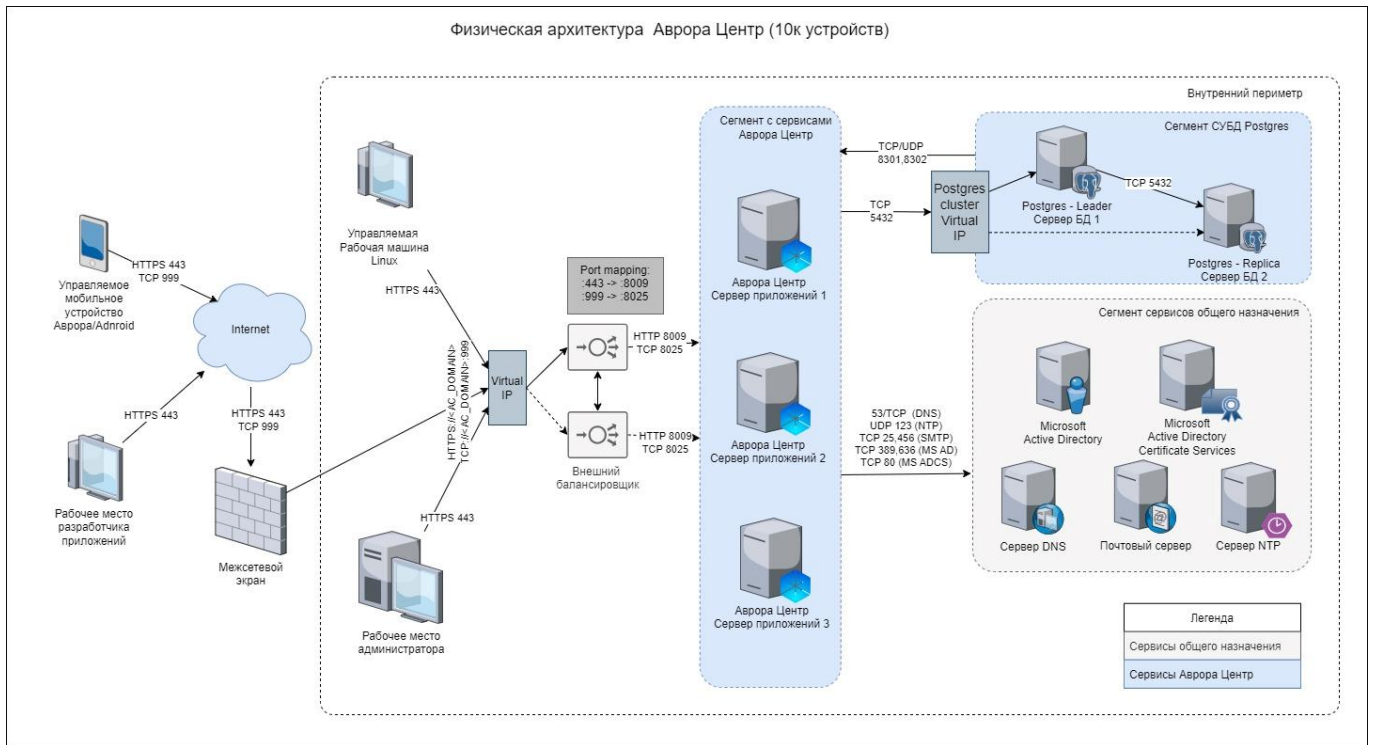 Физическая архитектура Аврора Центр (10к устройств)
Внутренний периметр
Управляемое
мобильное
устройство
Аврора/Adnroid
HTTPS 443
TCP 999
Internet
HTTPS 443
Рабочее место
разработчика
приложений
HTTPS 443
TCP 999
Межсетевой
экран
Управляемая
Рабочая машина
Linux
HTTPS 443
HTTPS://<AC_DOMAIN>
TCP://<AC_DOMAIN>:999
HTTPS 443
Рабочее место
администратора
Virtual
IP
Port mapping:
:443 -> :8009
:999 -> :8025
HTTP 8009
TCP 8025
HTTP 8009
TCP 8025
Внешний
балансировщик
Сегмент с сервисами
Аврора Центр
Аврора Центр
Сервер приложений 1
Аврора Центр
Сервер приложений 2
Аврора Центр
Сервер приложений 3
TCP/UDP
8301,8302
TCP
5432
Сегмент СУБД Postgres
Postgres
cluster
Virtual
IP
Postgres - Leader
Сервер БД 1
TCP 5432
Postgres - Replica
Сервер БД 2
53/TCP (DNS)
UDP 123 (NTP)
TCP 25,456 (SMTP)
TCP 389,636 (MS AD)
TCP 80 (MS ADCS)
Сегмент сервисов общего назначения
Microsoft
Active Directory
Microsoft
Active Directory
Certificate Services
Сервер DNS
Почтовый сервер
Сервер NTP
Легенда
Сервисы общего назначения
Сервисы Аврора Центр